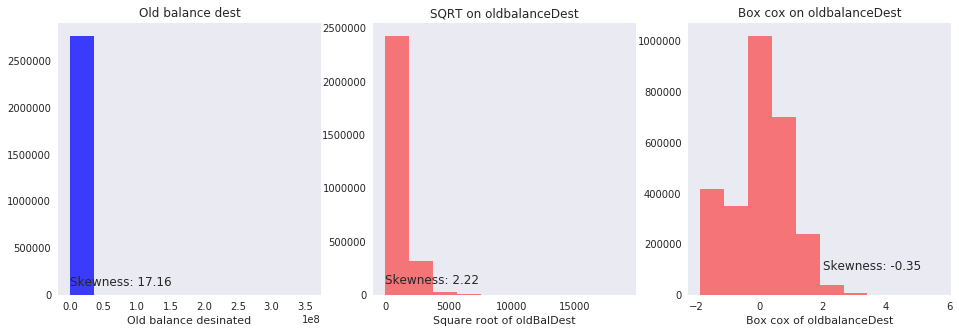 Old balance dest
2500000
2000000
1500000
1000000
500000
0
Skewness: 17.16
0.0 0.5 1.0 1.5 2.0 2.5 3.0 3.5
1e8
Old balance desinated
SQRT on oldbalanceDest
2500000
2000000
1500000
1000000
500000
0
Skewness: 2.22
0 5000 10000 15000
Square root of oldBalDest
Box cox on oldbalanceDest
1000000
800000
600000
400000
200000
0
Skewness: -0.35
−2 0 2 4 6
Box cox of oldbalanceDest